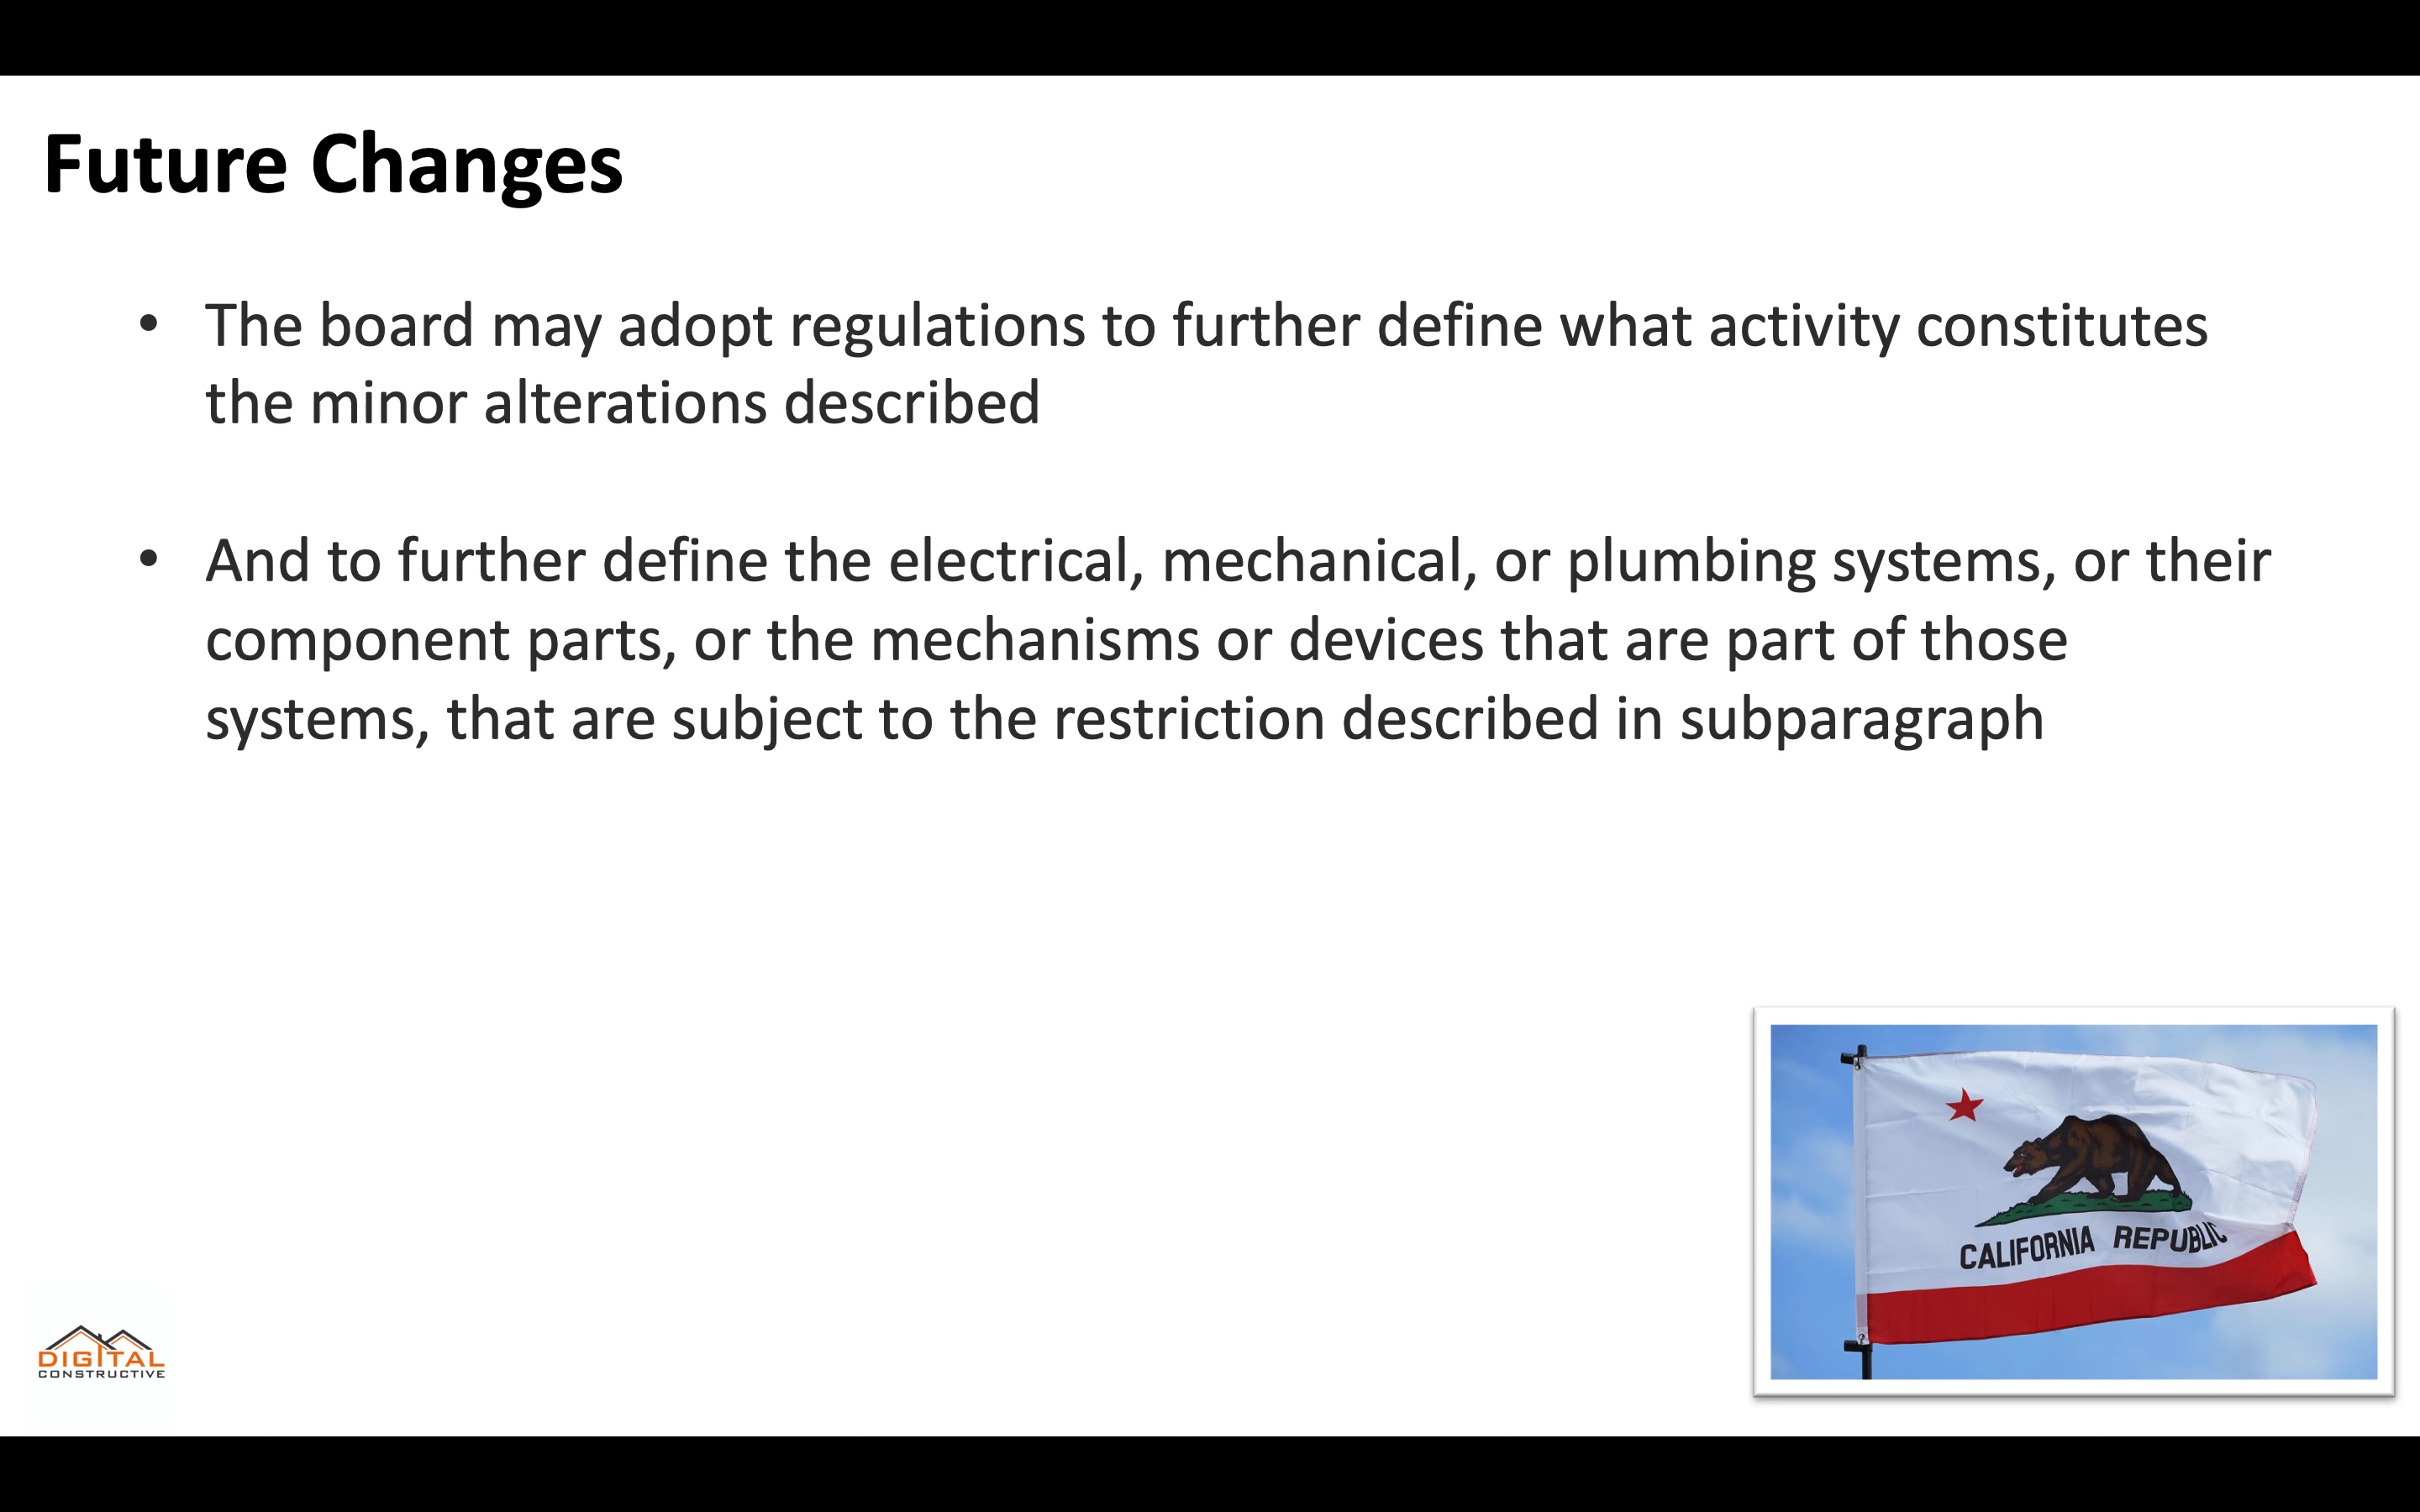 Future Changes
• The board may adopt regulations to further define what activity constitutes
the minor alterations described
• And to further define the electrical, mechanical, or plumbing systems, or their
component parts, or the mechanisms or devices that are part of those
systems, that are subject to the restriction described in subparagraph
CALIFORNIA REPUBLIC
DIGITAL
CONSTRUCTIVE